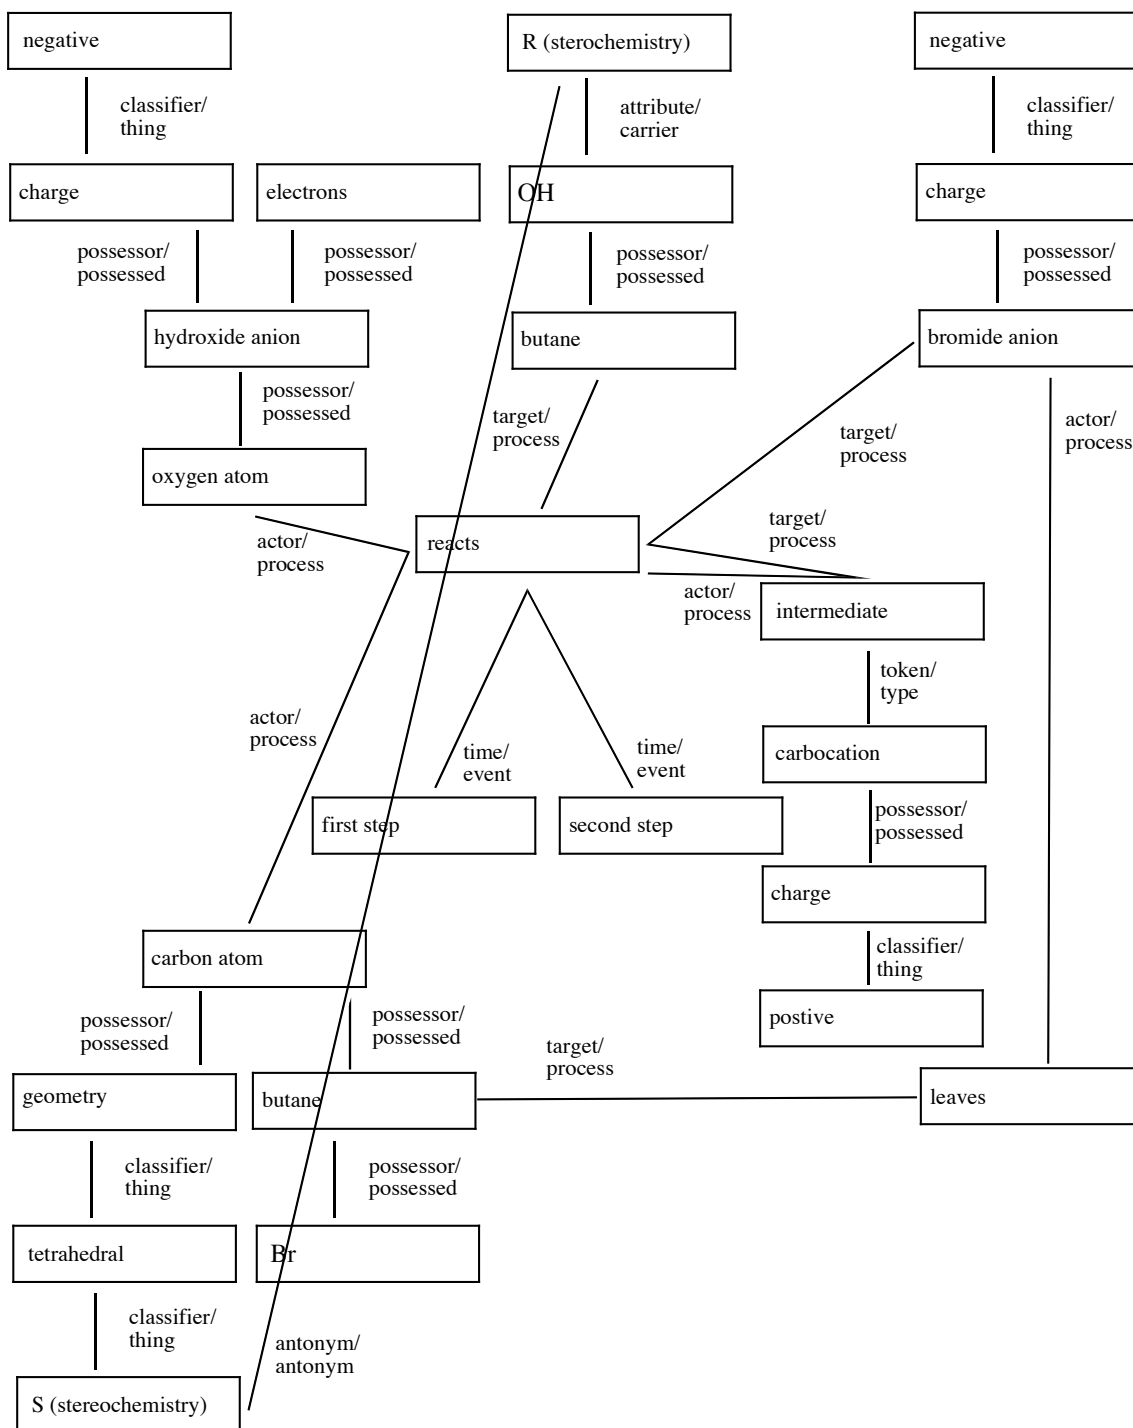 negative
R (sterochemistry)
negative
classifier/
thing
attribute/
carrier
classifier/
thing
charge
electrons
OH
charge
possessor/
possessed
possessor/
possessed
possessor/
possessed
possessor/
possessed
hydroxide anion
butane
bromide anion
possessor/
possessed
target/
process
target/
process
actor/
process
oxygen atom
actor/
process
reacts
target/
process
actor/
process
intermediate
token/
type
actor/
process
time/
event
time/
event
carbocation
first step
second step
possessor/
possessed
charge
carbon atom
classifier/
thing
possessor/
possessed
possessor/
possessed
postive
target/
process
geometry
butane
leaves
classifier/
thing
possessor/
possessed
tetrahedral
Br
classifier/
thing
antonym/
antonym
S (stereochemistry)